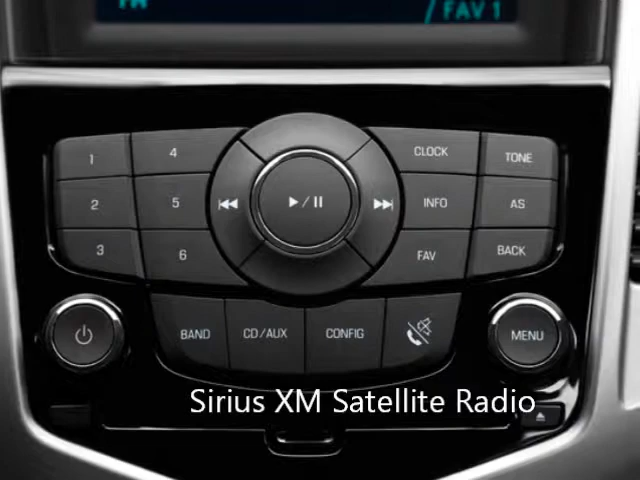 FM / FAV 1
1 4 CLOCK TONE
2 5 INFO AS
3 6 FAV BACK
BAND CD/AUX CONFIG MENU
Sirius XM Satellite Radio